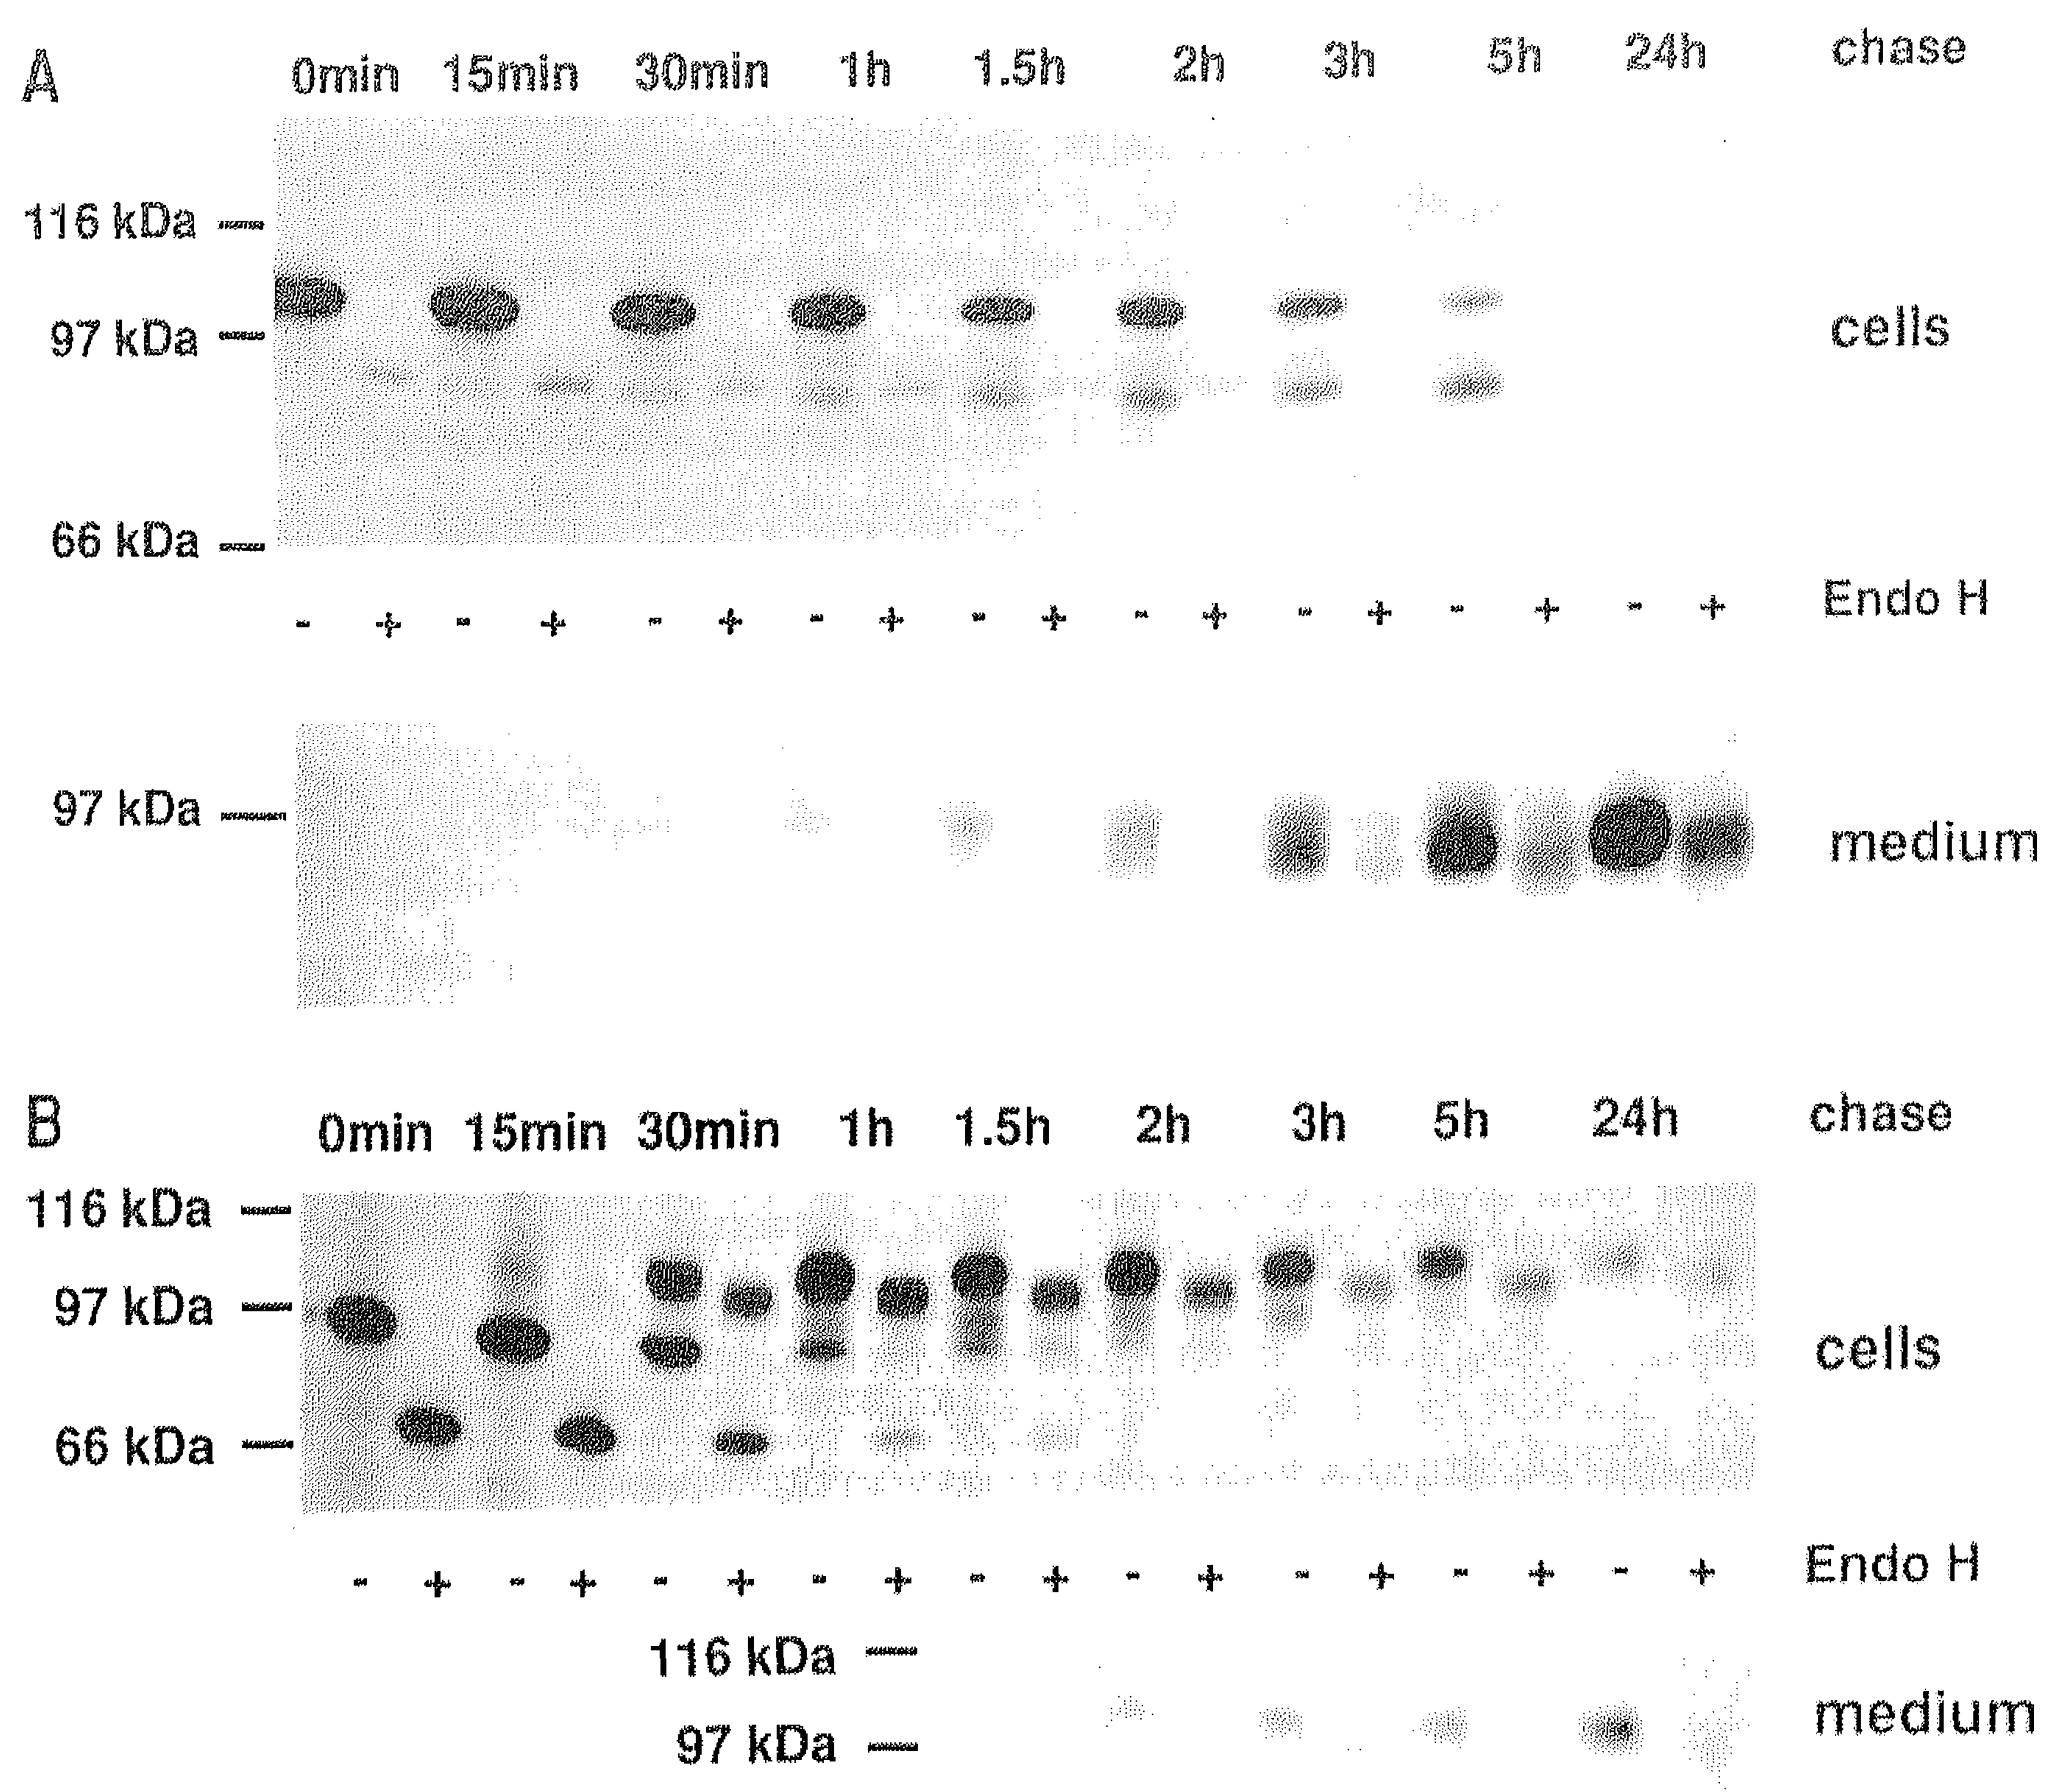 A 0min 15min 30min 1h 1.5h 2h 3h 5h 24h chase
116 kDa
97 kDa cells
66 kDa
- + - + - + - + - + - + - + - + - + Endo H
97 kDa medium
B 0min 15min 30min 1h 1.5h 2h 3h 5h 24h chase
116 kDa
97 kDa
cells
66 kDa
- + - + - + - + - + - + - + - + - + Endo H
116 kDa
medium
97 kDa